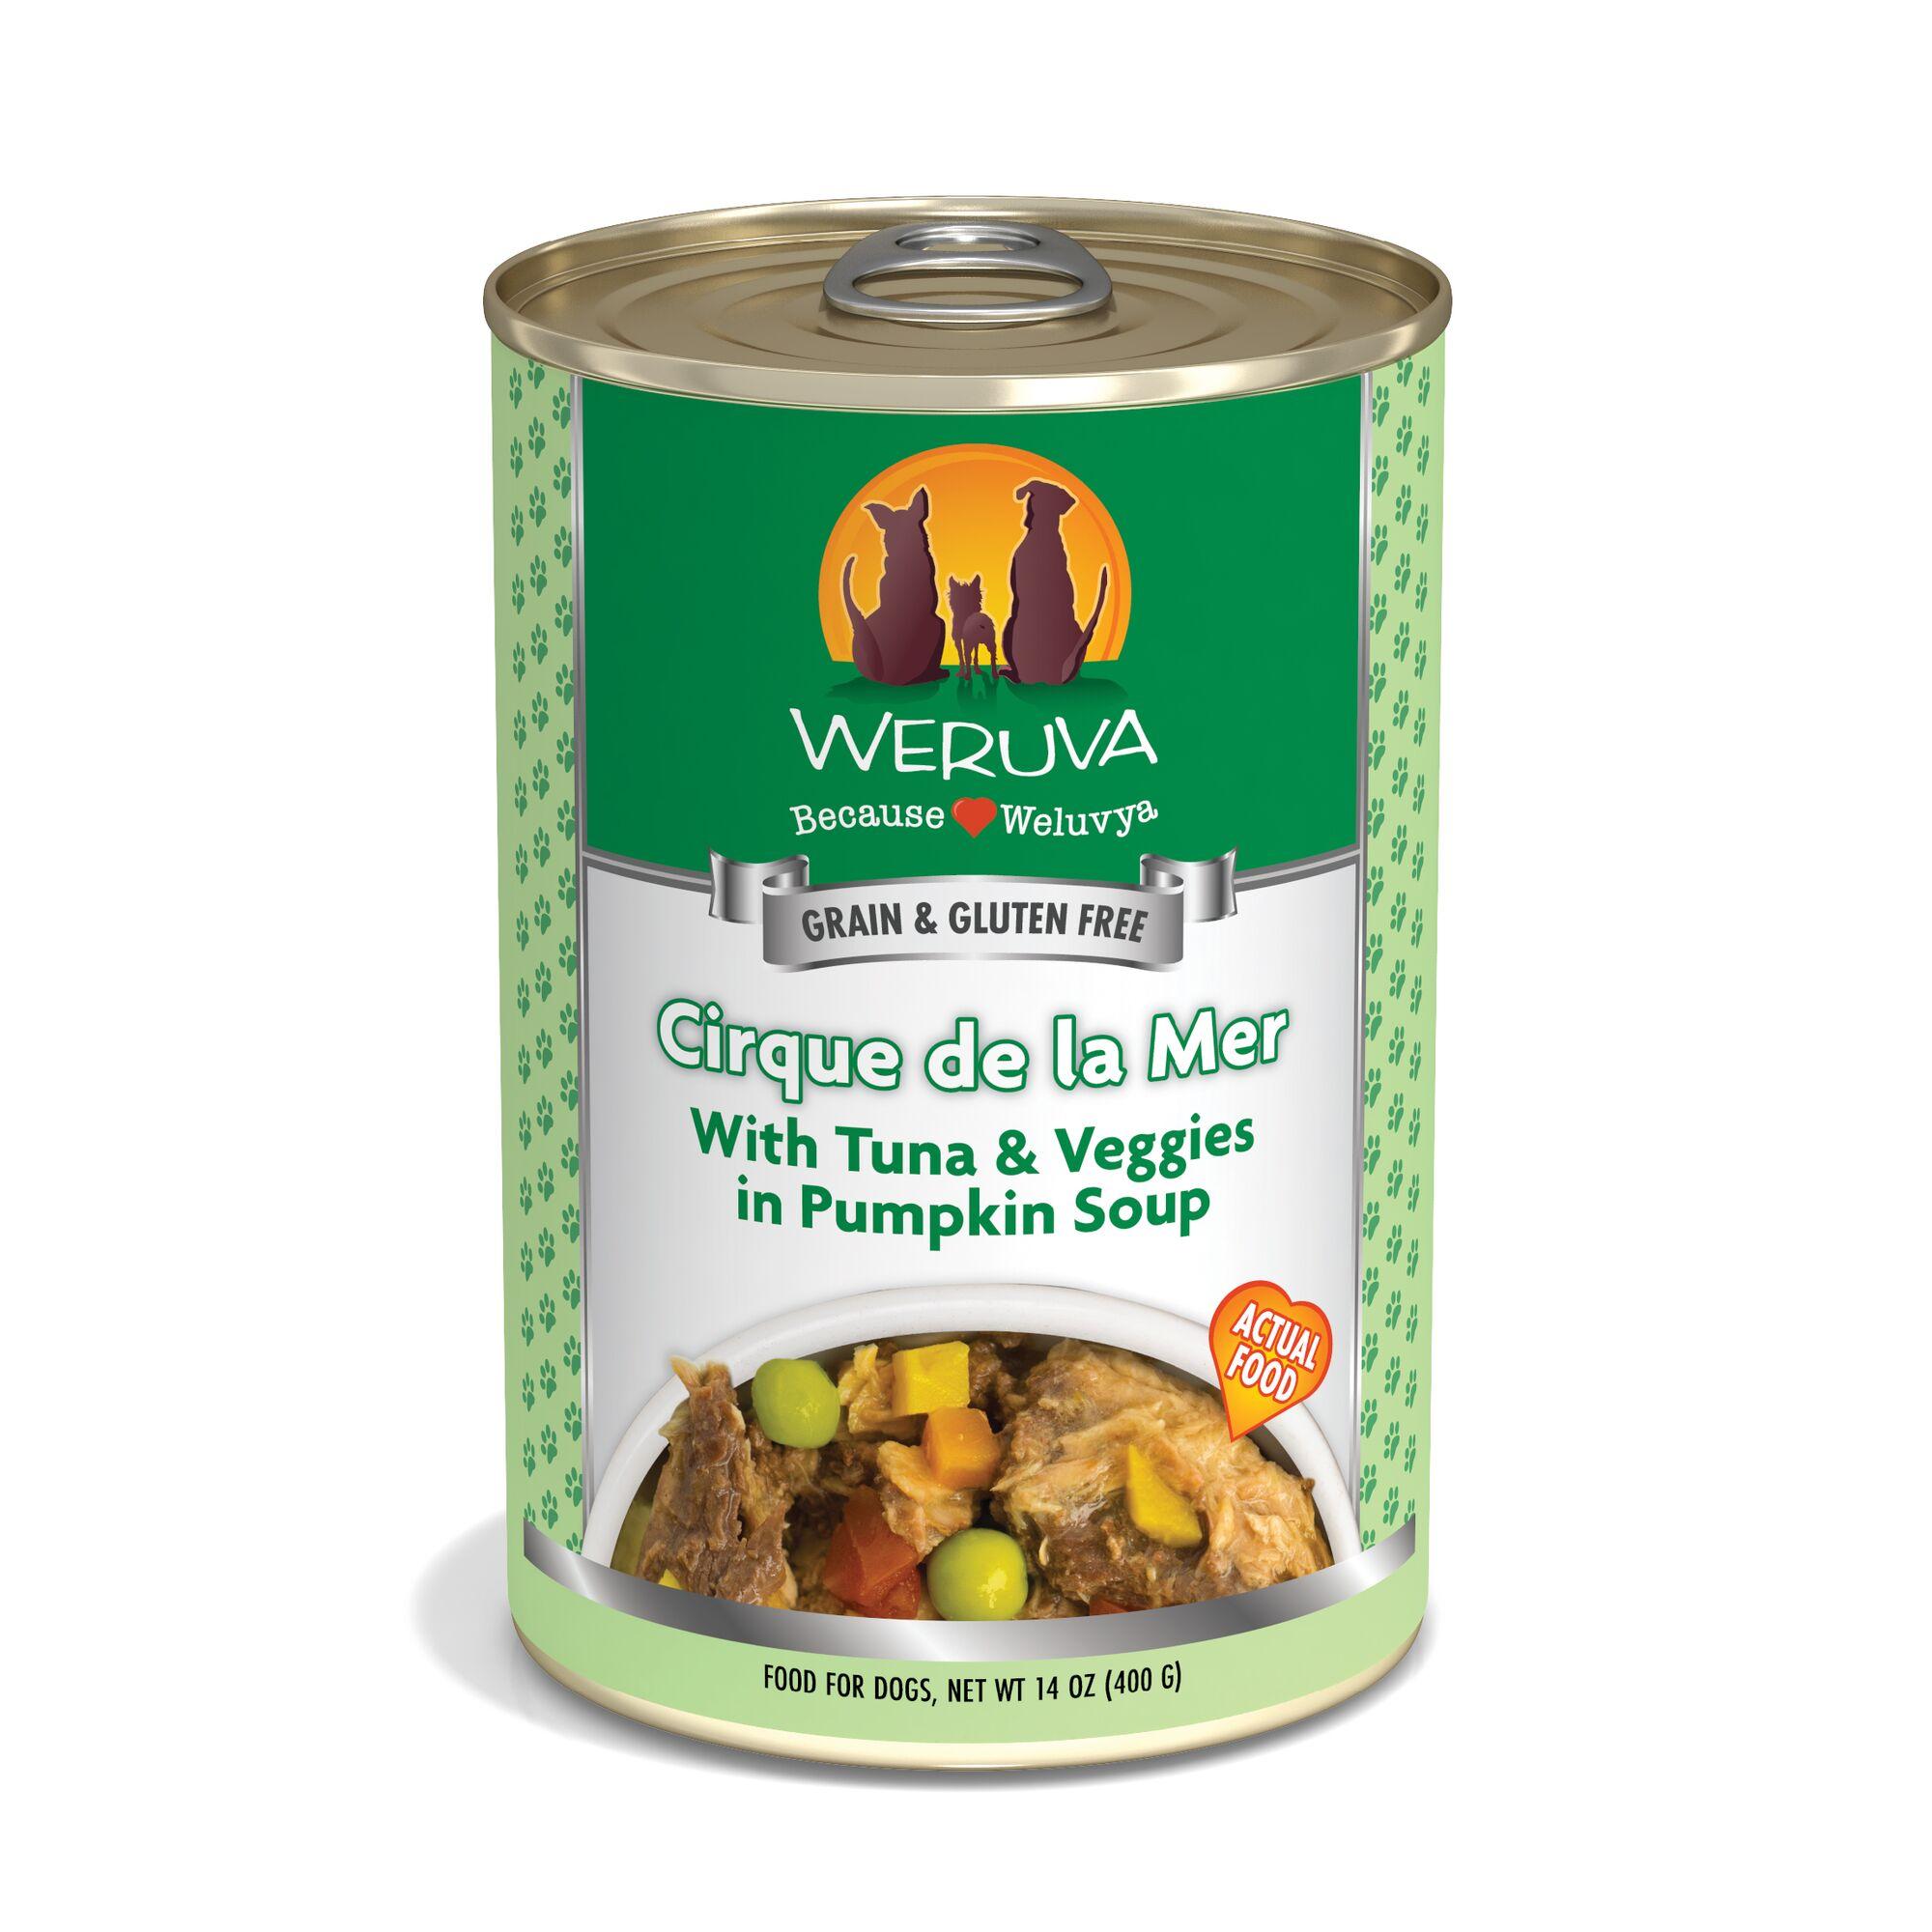 WERUVA
Because Weluvya
GRAIN & GLUTEN FREE
Cirque de la Mer
With Tuna & Veggies
in Pumpkin Soup
ACTUAL
FOOD
FOOD FOR DOGS, NET WT 14 OZ (400 G)